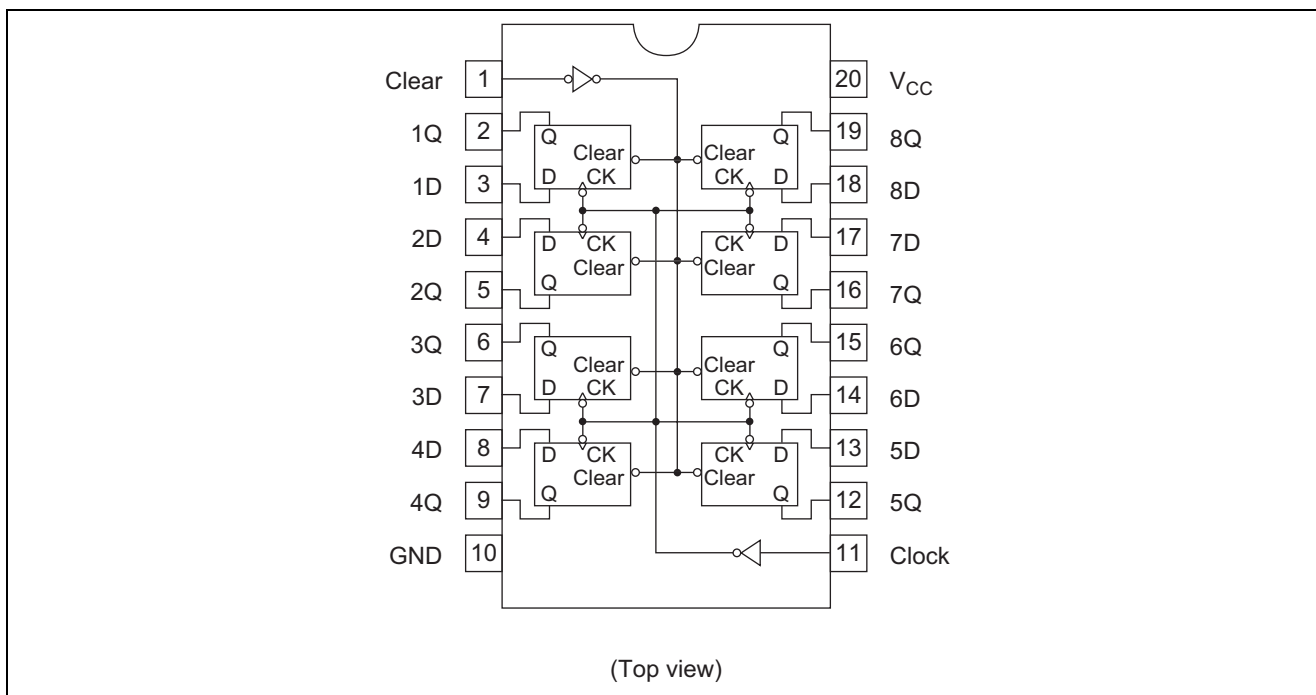 Clear 1 20 V_CC
1Q 2 Q Q 19 8Q
Clear Clear
1D 3 D CK CK D 18 8D
2D 4 D CK CK D 17 7D
Clear Clear
2Q 5 Q Q 16 7Q
3Q 6 Q Q 15 6Q
Clear Clear
3D 7 D CK CK D 14 6D
4D 8 D CK CK D 13 5D
Clear Clear
4Q 9 Q Q 12 5Q
GND 10 11 Clock
(Top view)